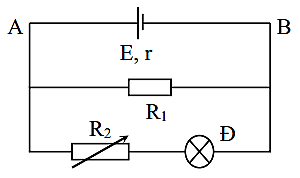 A B
E, r
R₁
R₂ Đ